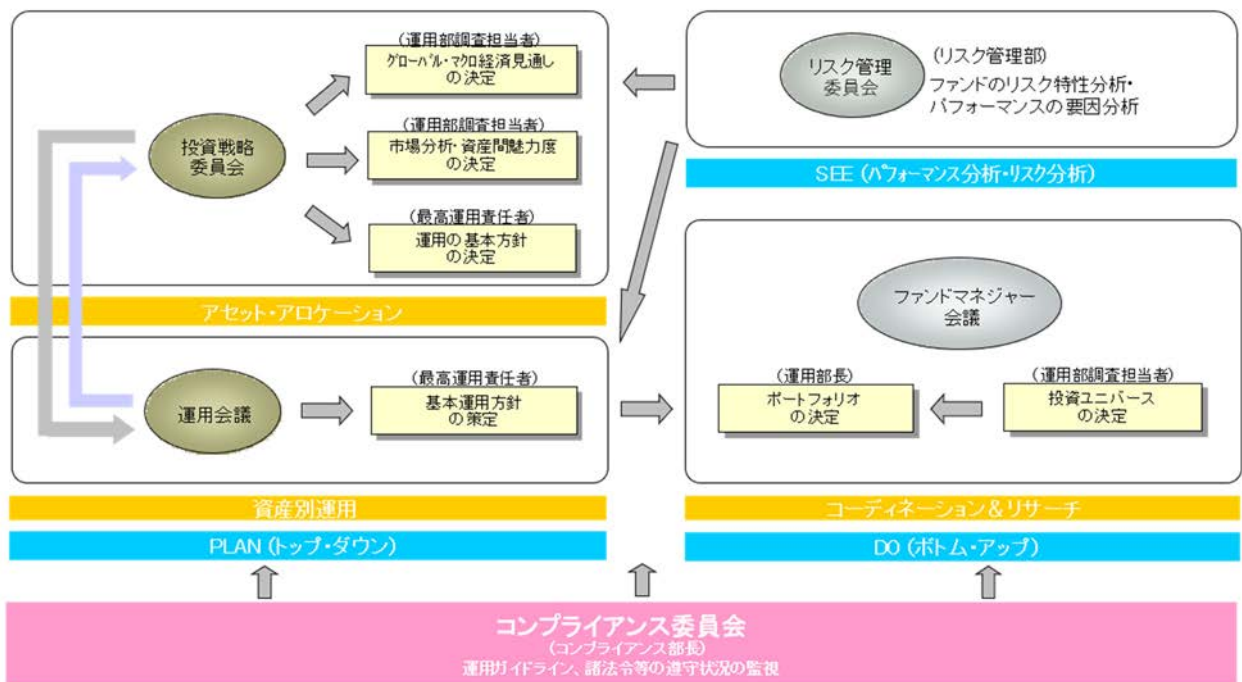 (運用部調査担当者)
グローバル・マクロ経済見通し
の決定
投資戦略
委員会
(運用部調査担当者)
市場分析・資産間魅力度
の決定
(最高運用責任者)
運用の基本方針
の決定
アセット・アロケーション
運用会議
(最高運用責任者)
基本運用方針
の策定
資産別運用
PLAN (トップ・ダウン)
リスク管理
委員会
(リスク管理部)
ファンドのリスク特性分析・
パフォーマンスの要因分析
SEE (パフォーマンス分析・リスク分析)
ファンドマネジャー
会議
(運用部長)
ポートフォリオ
の決定
(運用部調査担当者)
投資ユニバース
の決定
コーディネーション&リサーチ
DO (ボトム・アップ)
コンプライアンス委員会
(コンプライアンス部長)
運用ガイドライン、諸法令等の遵守状況の監視